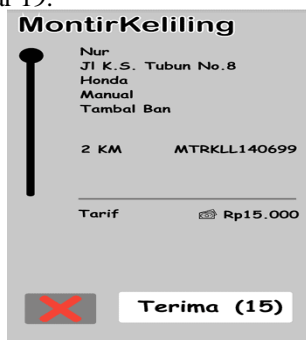 MontirKeliling
Nur
Jl K.S. Tubun No.8
Honda
Manual
Tambal Ban
2 KM MTRKLL140699
Tarif Rp15.000
Terima (15)